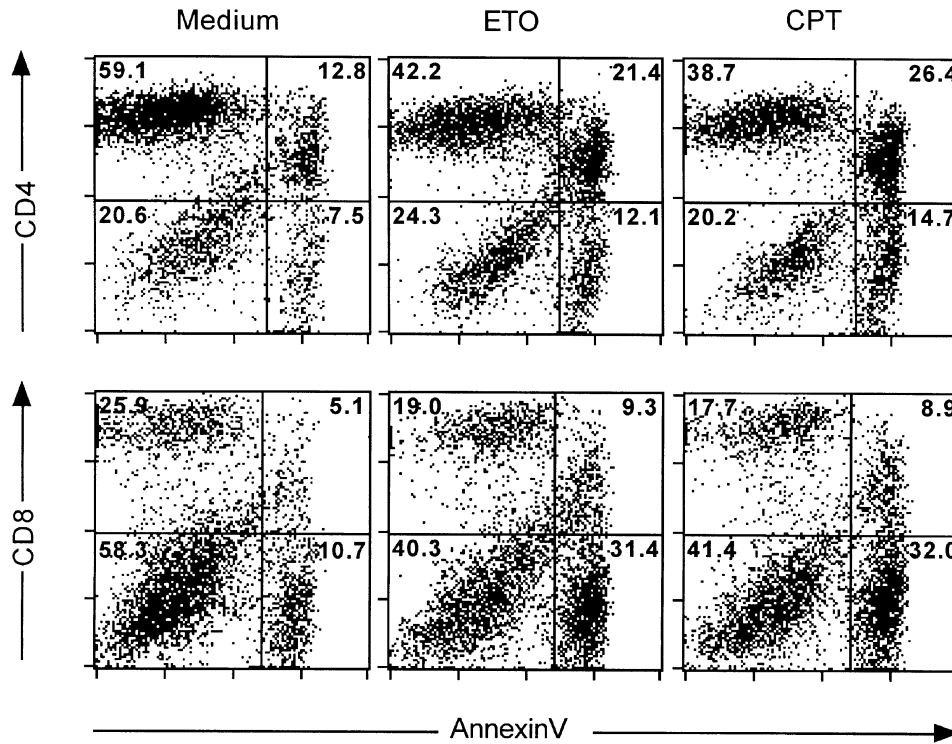 Medium ETO CPT
59.1 12.8 42.2 21.4 38.7 26.4
CD4
20.6 7.5 24.3 12.1 20.2 14.7
25.9 5.1 19.0 9.3 17.7 8.9
CD8
58.3 10.7 40.3 31.4 41.4 32.0
AnnexinV